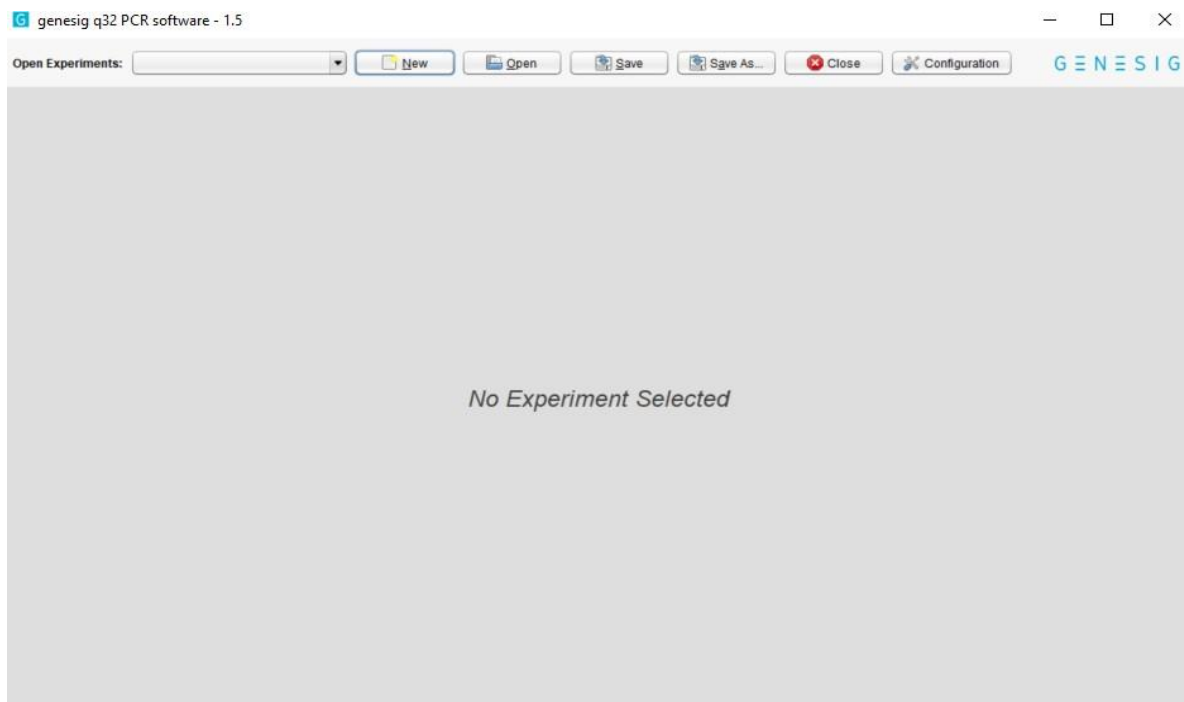 genesig q32 PCR software - 1.5
Open Experiments: New Open Save Save As... Close Configuration GENESIG
No Experiment Selected